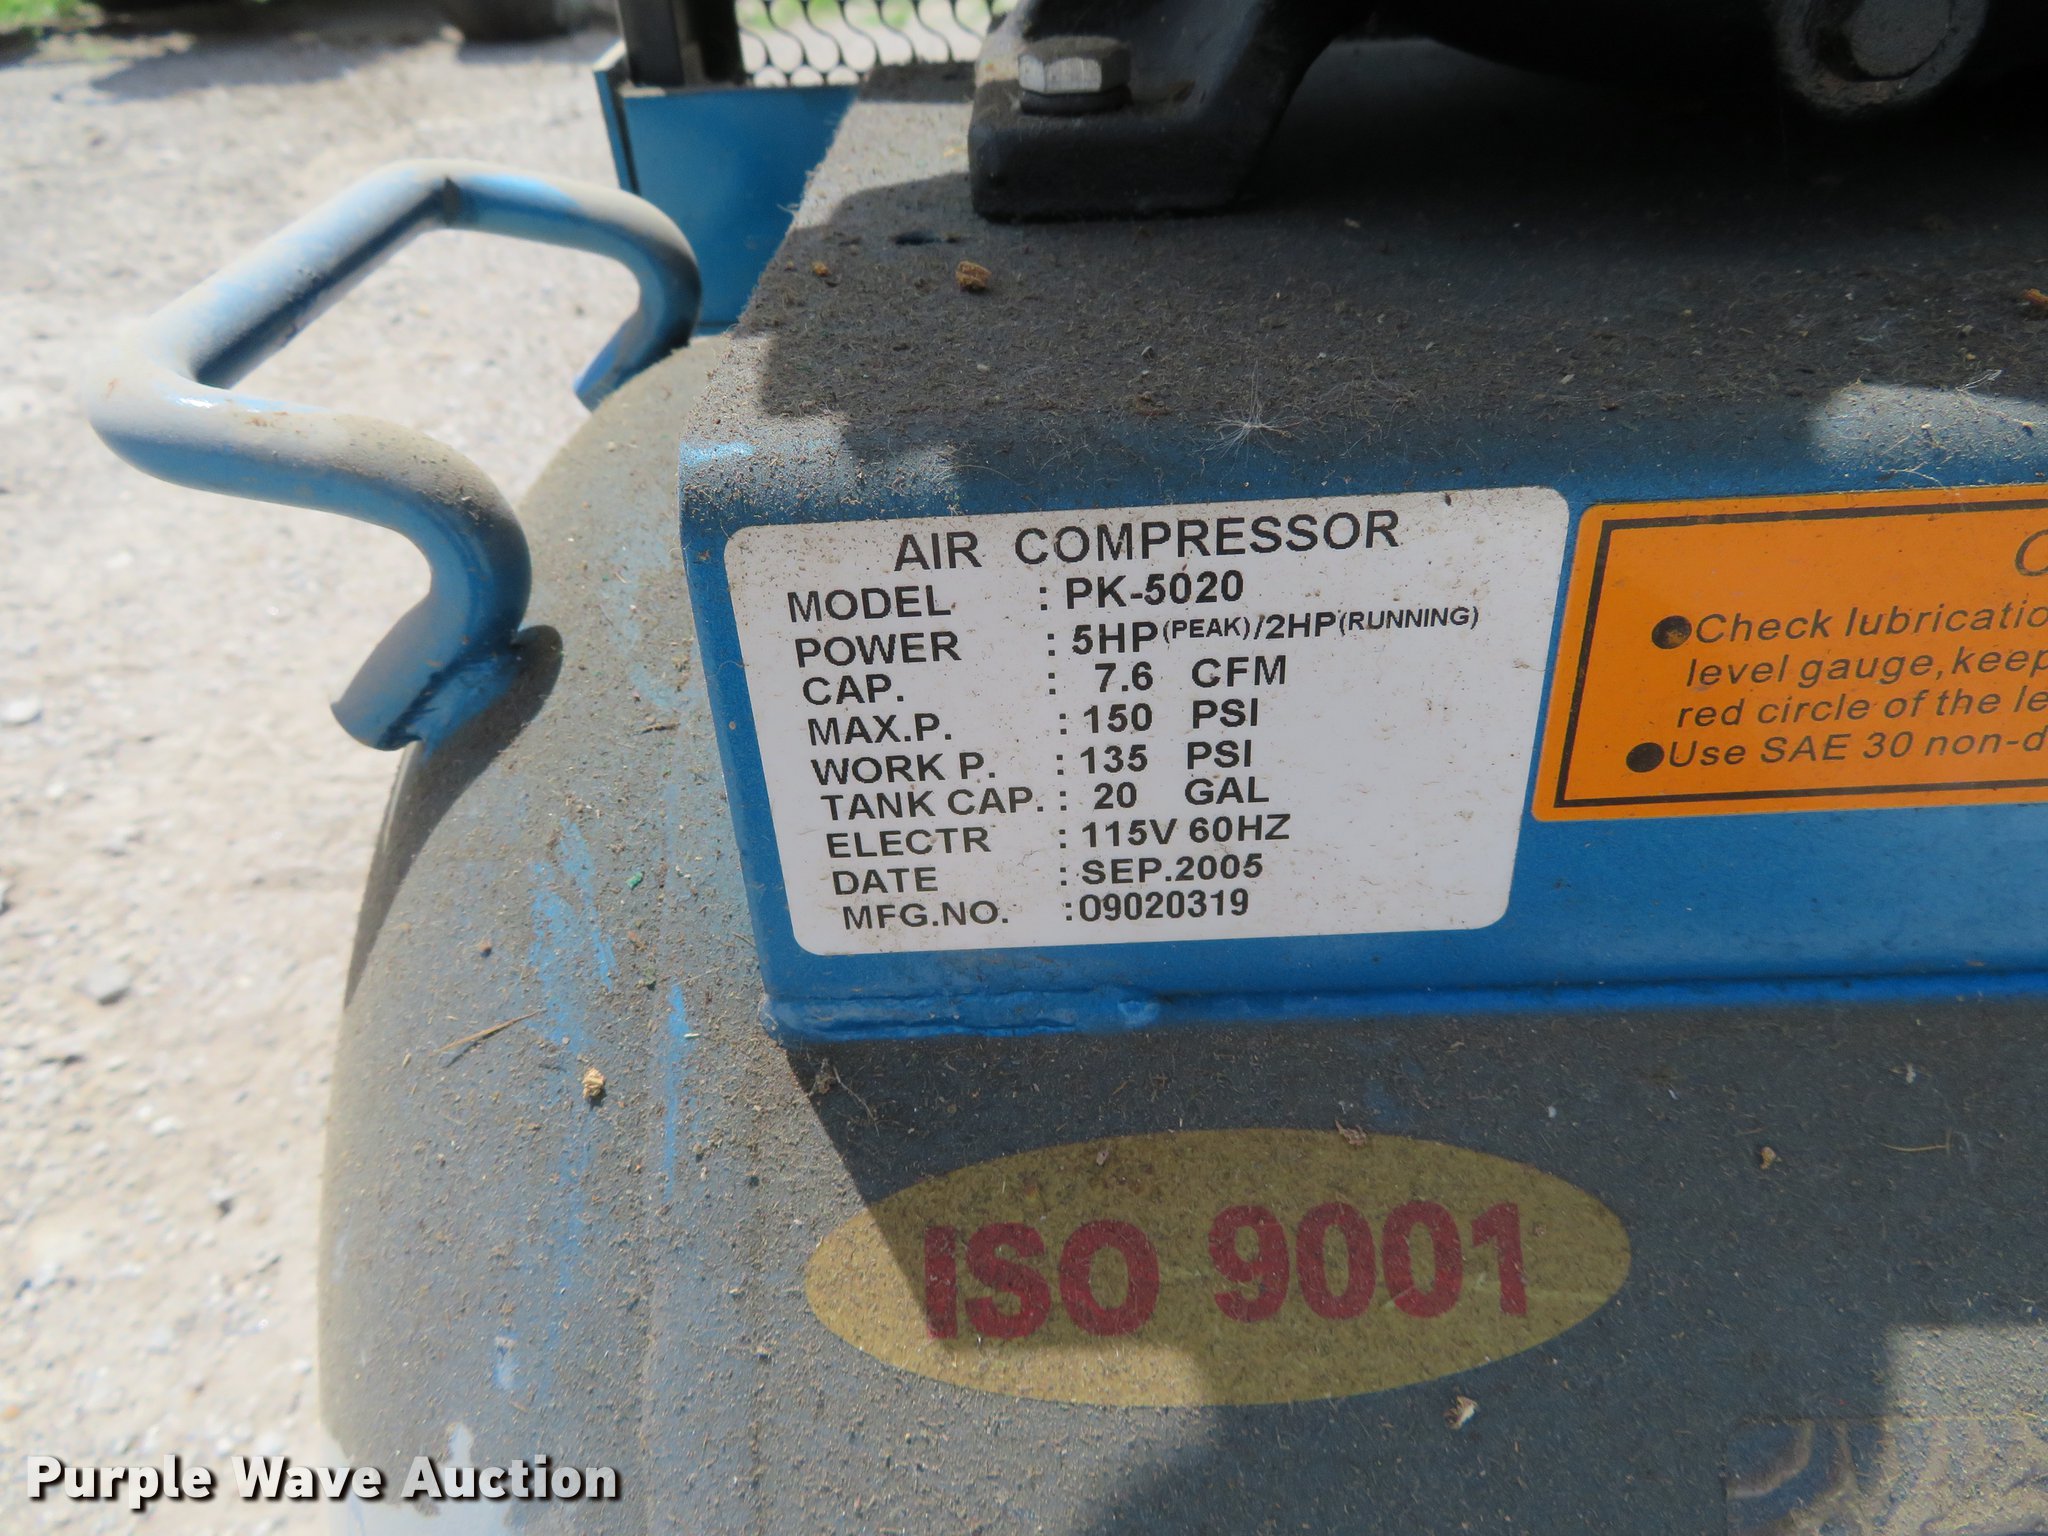 AIR COMPRESSOR
MODEL : PK-5020
POWER : 5HP(PEAK)/2HP(RUNNING)
CAP. : 7.6 CFM
MAX.P. : 150 PSI
WORK P. : 135 PSI
TANK CAP. : 20 GAL
ELECTR : 115V 60HZ
DATE : SEP.2005
MFG.NO. :09020319
●Check lubricatio
level gauge,keep
red circle of the le
●Use SAE 30 non-d
ISO 9001
Purple Wave Auction